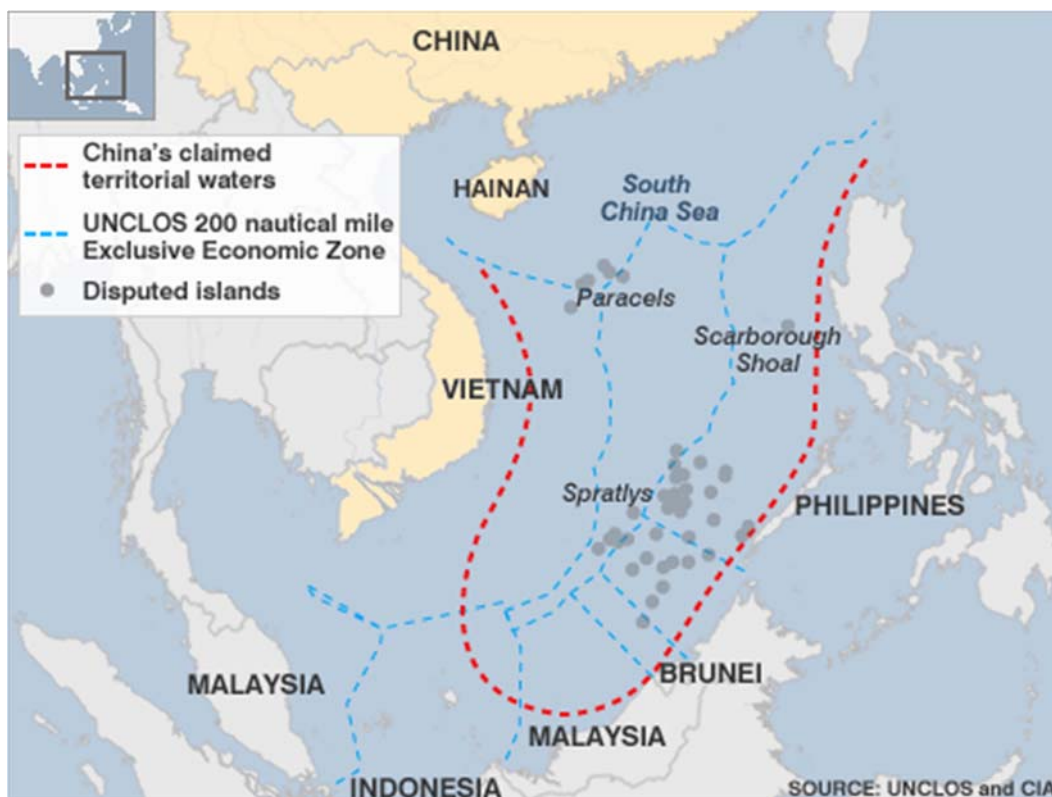 CHINA
China's claimed
territorial waters
UNCLOS 200 nautical mile
Exclusive Economic Zone
Disputed islands
HAINAN
South
China Sea
Paracels
Scarborough
Shoal
VIETNAM
Spratlys
PHILIPPINES
MALAYSIA
BRUNEI
MALAYSIA
INDONESIA
SOURCE: UNCLOS and CIA